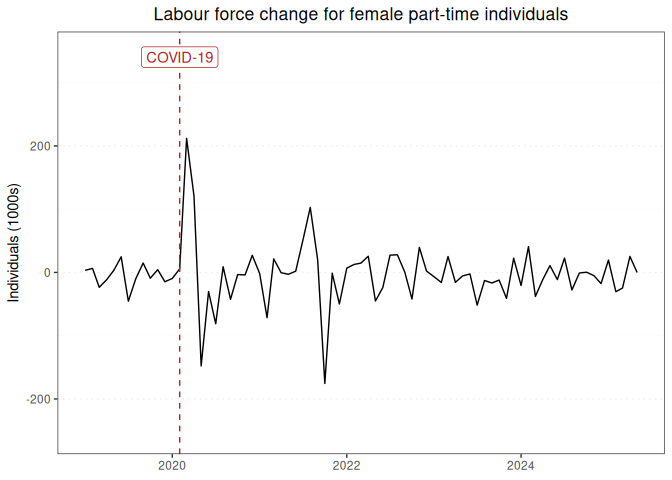 Labour force change for female part-time individuals
COVID-19
Individuals (1000s)
200
0
-200
2020
2022
2024